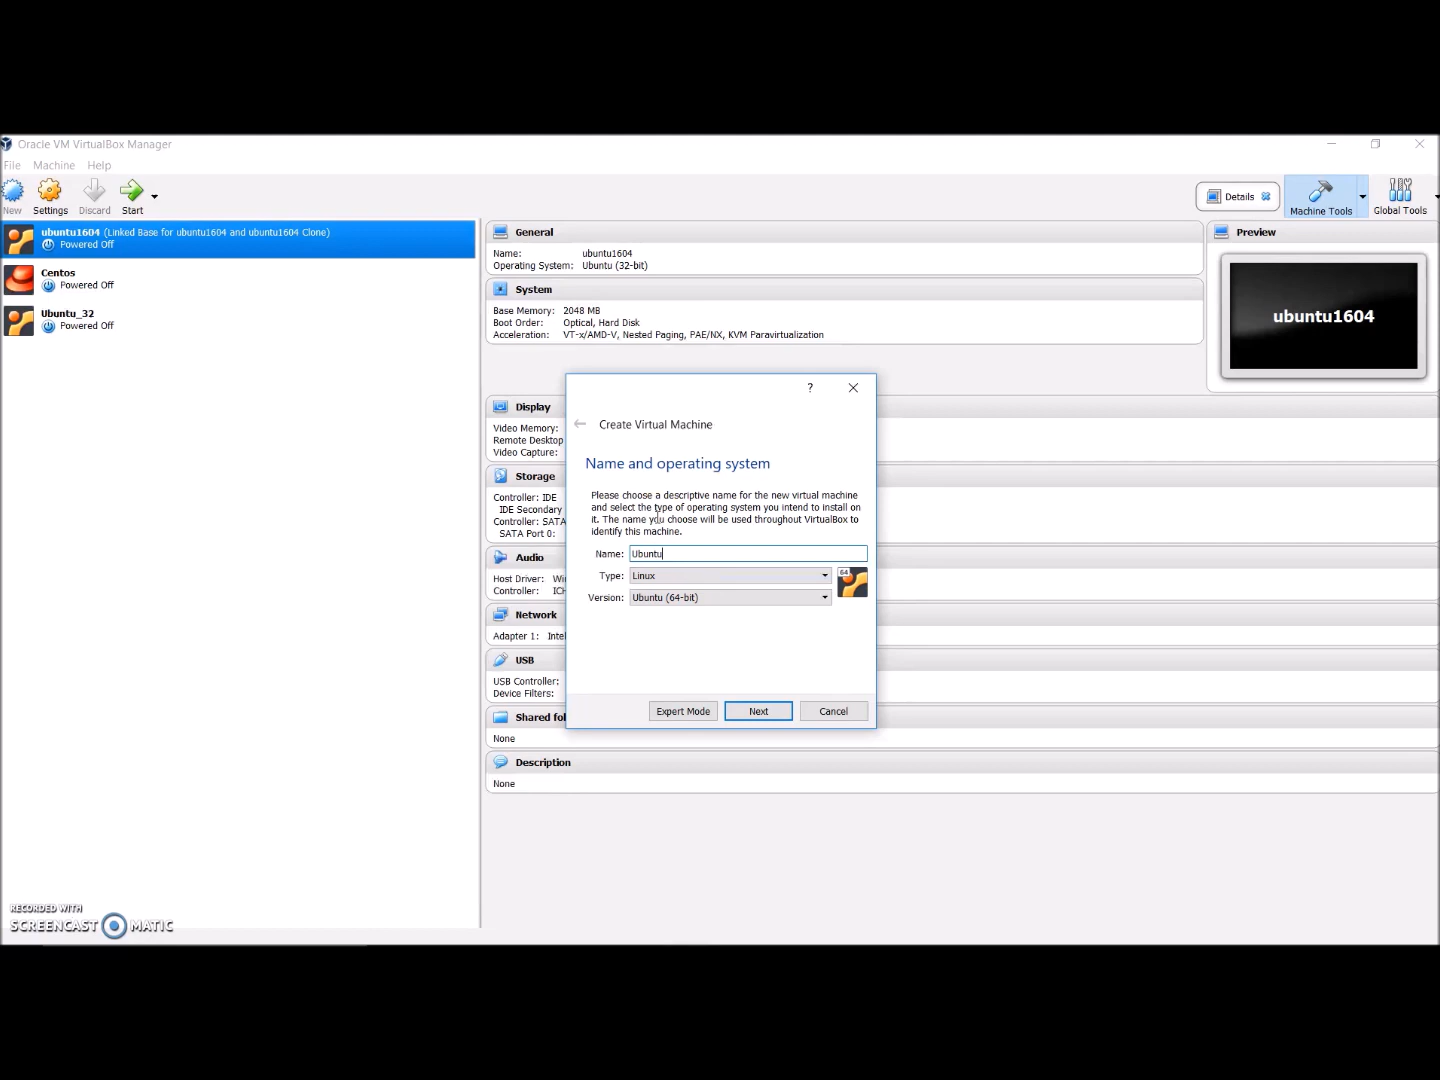 Oracle VM VirtualBox Manager
File Machine Help
New Settings Discard Start
Details Machine Tools Global Tools
ubuntu1604 (Linked Base for ubuntu1604 and ubuntu1604 Clone)
Powered Off
Centos
Powered Off
Ubuntu_32
Powered Off
General
Name: ubuntu1604
Operating System: Ubuntu (32-bit)
System
Base Memory: 2048 MB
Boot Order: Optical, Hard Disk
Acceleration: VT-x/AMD-V, Nested Paging, PAE/NX, KVM Paravirtualization
Preview
ubuntu1604
Display
Video Memory:
Remote Desktop
Video Capture:
Storage
Controller: IDE
IDE Secondary
Controller: SATA
SATA Port 0:
Audio
Host Driver: Wi
Controller: ICH
Network
Adapter 1: Intel
USB
USB Controller:
Device Filters:
Shared fol
None
Description
None
?
Create Virtual Machine
Name and operating system
Please choose a descriptive name for the new virtual machine
and select the type of operating system you intend to install on
it. The name you choose will be used throughout VirtualBox to
identify this machine.
Name: Ubuntu
Type: Linux
64
Version: Ubuntu (64-bit)
Expert Mode Next Cancel
RECORDED WITH
SCREENCAST MATIC